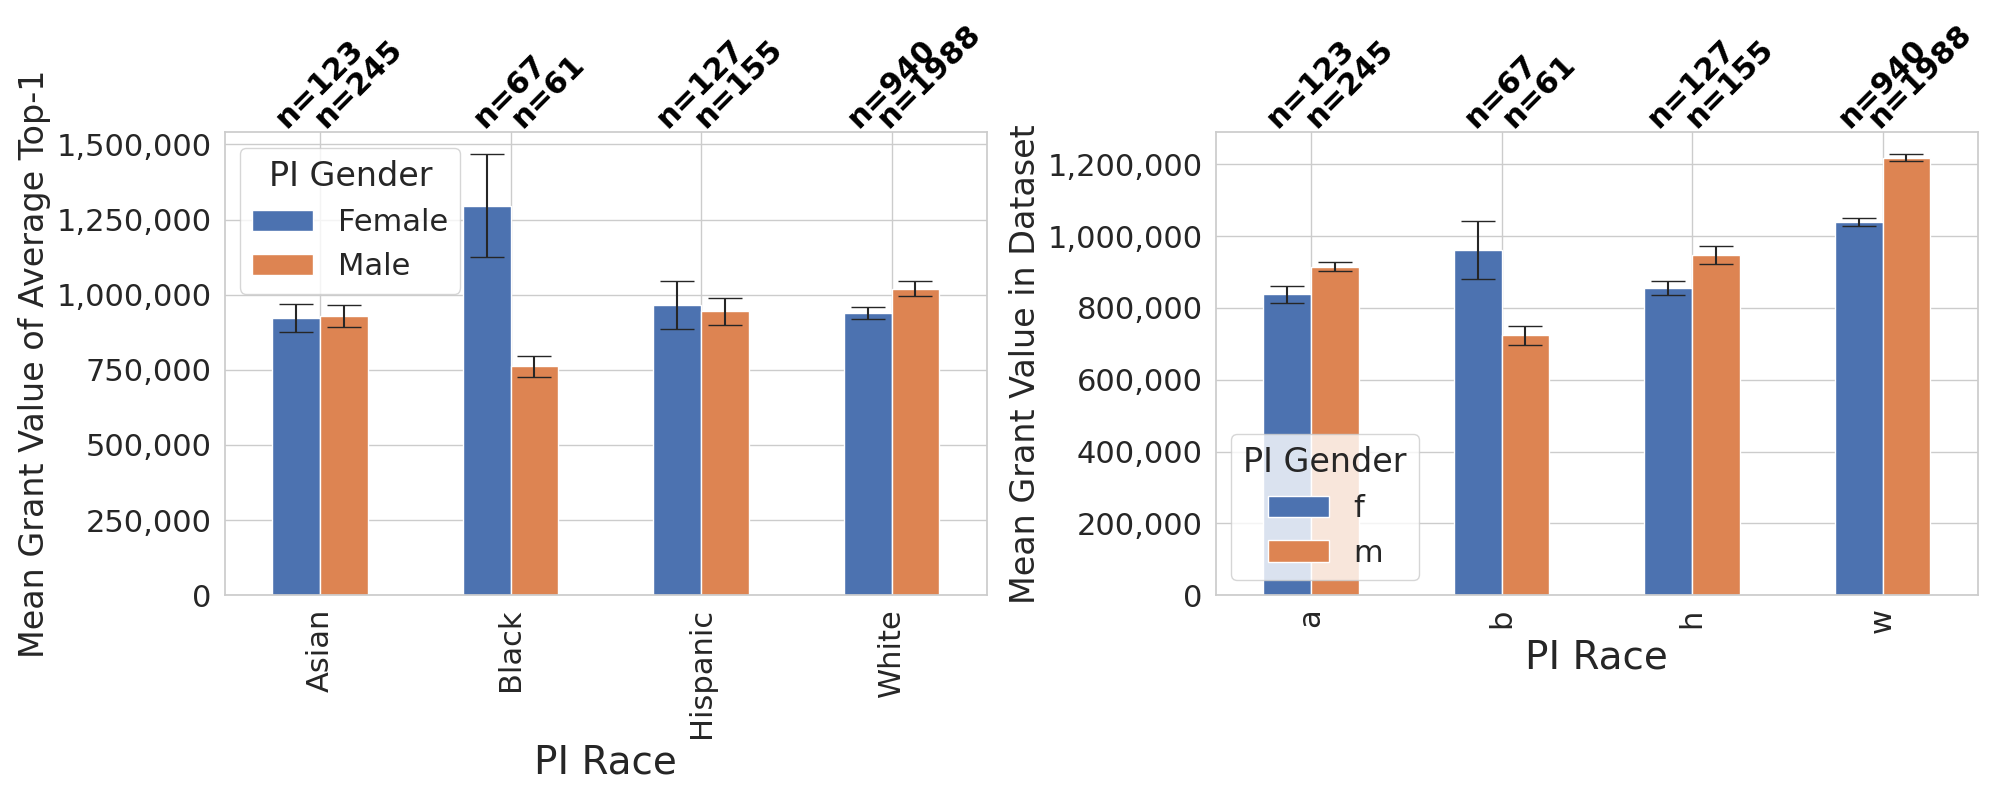 n=123
n=245
n=67
n=61
n=127
n=155
n=940
n=1988
Mean Grant Value of Average Top-1
1,500,000
1,250,000
1,000,000
750,000
500,000
250,000
0
PI Gender
Female
Male
Asian
Black
Hispanic
White
PI Race
n=123
n=245
n=67
n=61
n=127
n=155
n=940
n=1988
Mean Grant Value in Dataset
1,200,000
1,000,000
800,000
600,000
400,000
200,000
0
PI Gender
f
m
a
b
h
w
PI Race